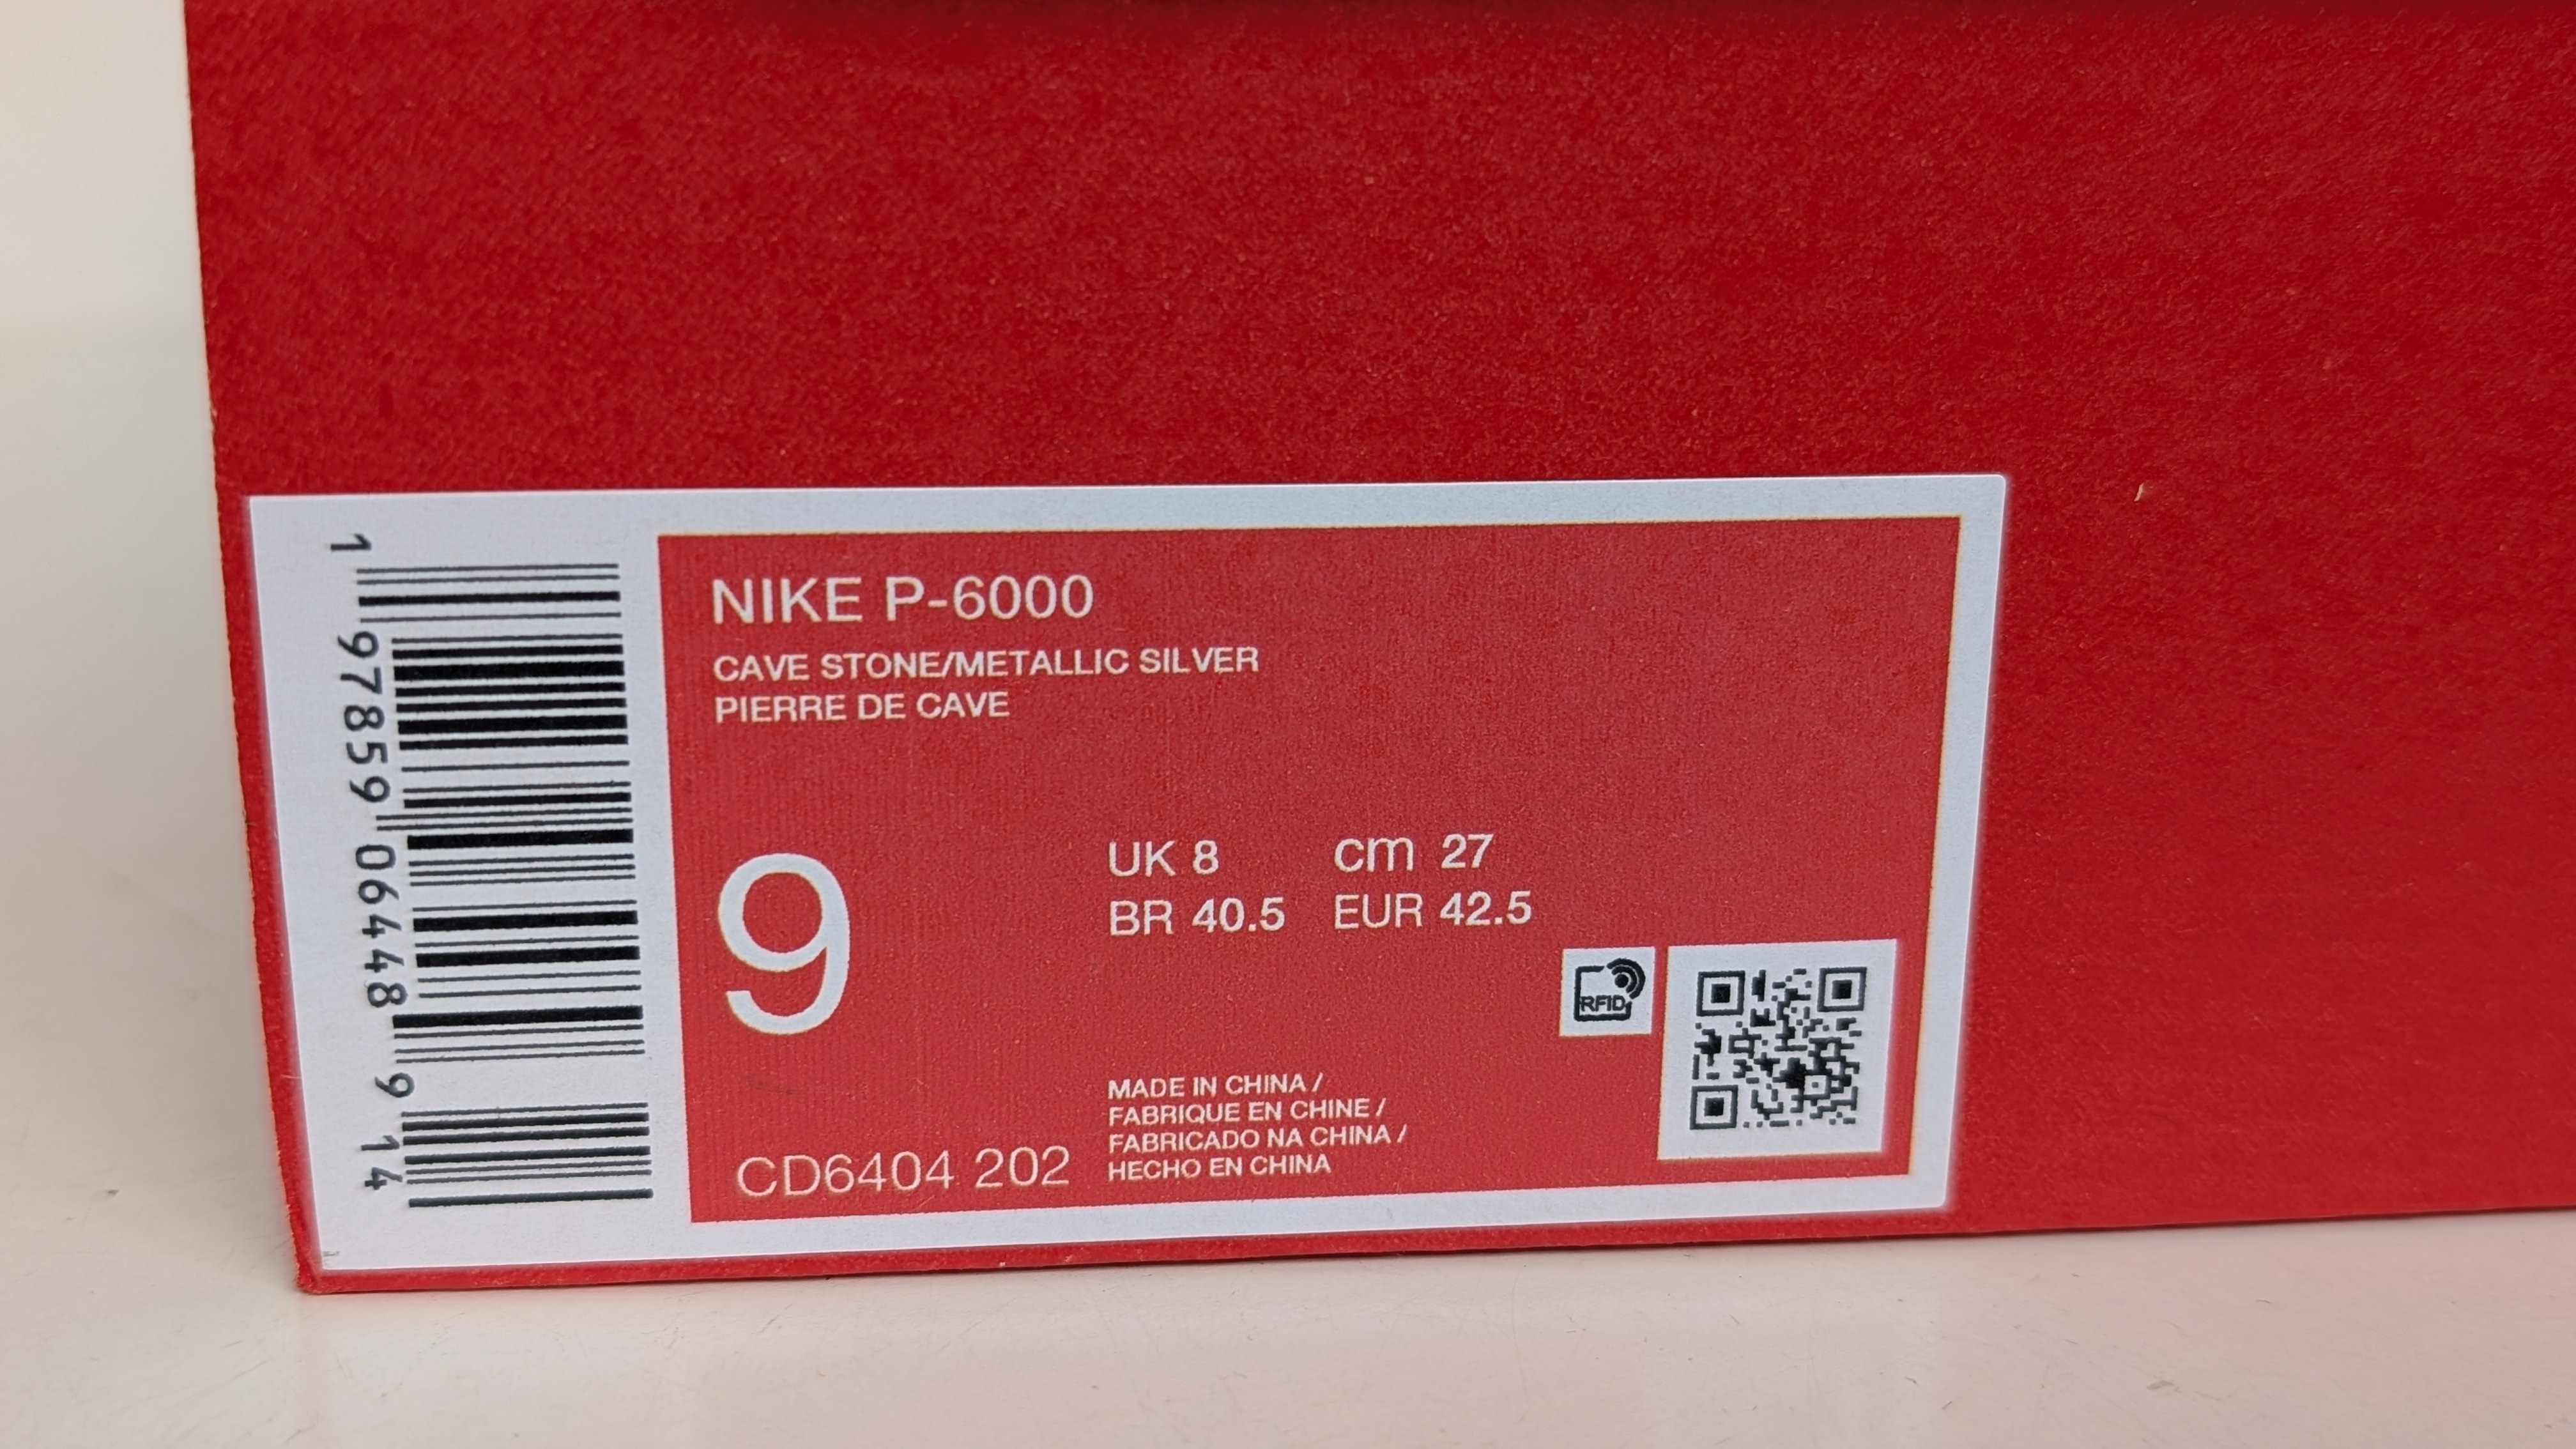 1 97859 06448 9 14
NIKE P-6000
CAVE STONE/METALLIC SILVER
PIERRE DE CAVE
9
UK 8 cm 27
BR 40.5 EUR 42.5
RFID
MADE IN CHINA /
FABRIQUE EN CHINE /
FABRICADO NA CHINA /
HECHO EN CHINA
CD6404 202